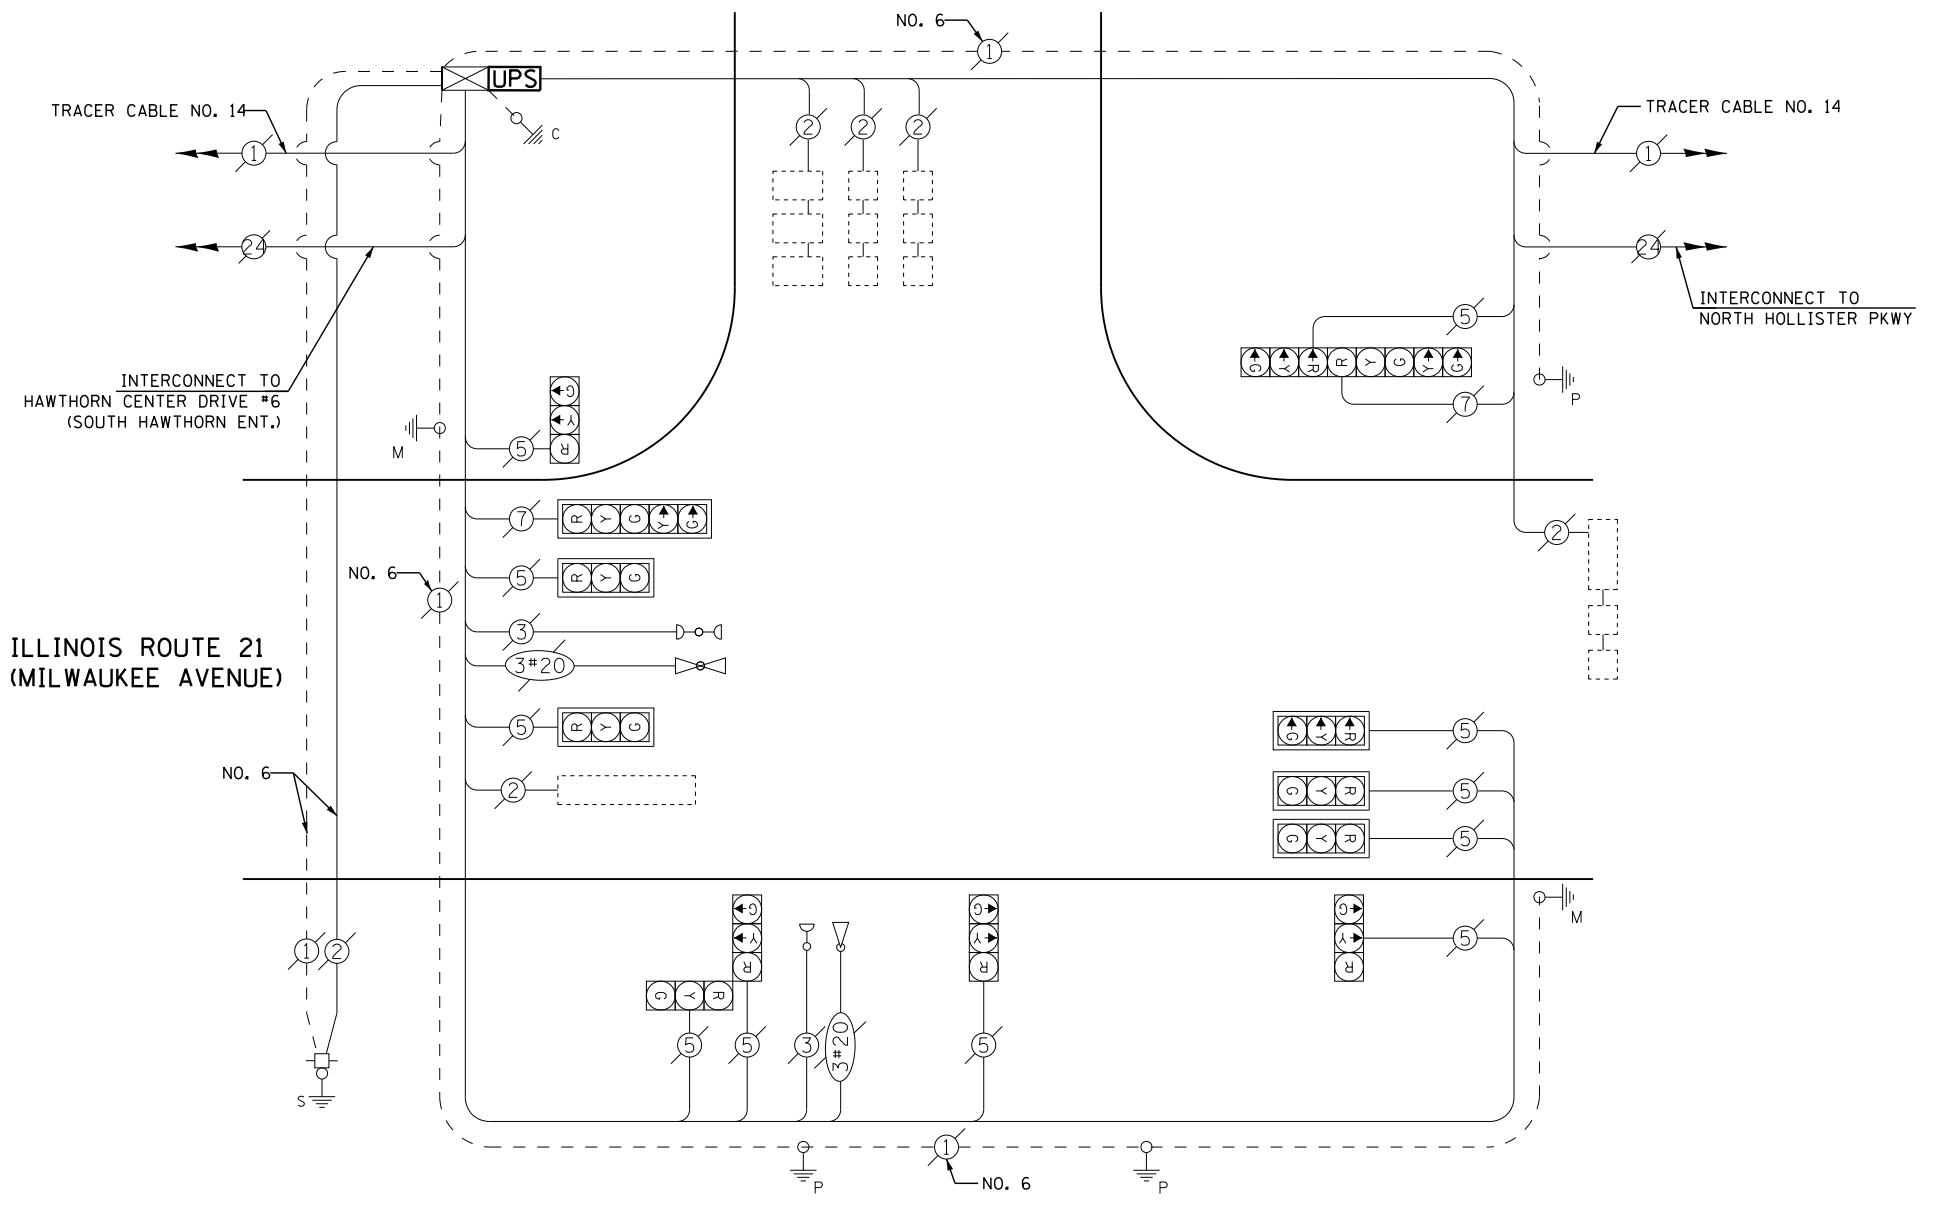 NO. 6
1
UPS
TRACER CABLE NO. 14
C
2 2 2
TRACER CABLE NO. 14
1
1
24
24
INTERCONNECT TO
NORTH HOLLISTER PKWY
5
G Y R R Y G Y G
P
7
INTERCONNECT TO
HAWTHORN CENTER DRIVE #6
(SOUTH HAWTHORN ENT.)
G
Y
R
5
M
7
R Y G Y G
2
NO. 6
5
R Y G
1
3
3#20
ILLINOIS ROUTE 21
(MILWAUKEE AVENUE)
5
R Y G
G Y R
5
NO. 6
2
G Y R
5
G Y R
5
G
Y
R
G
Y
R
G
Y
R
5
M
1 2
G Y R
5 5 3 3#20 5
S
1
NO. 6
P
P